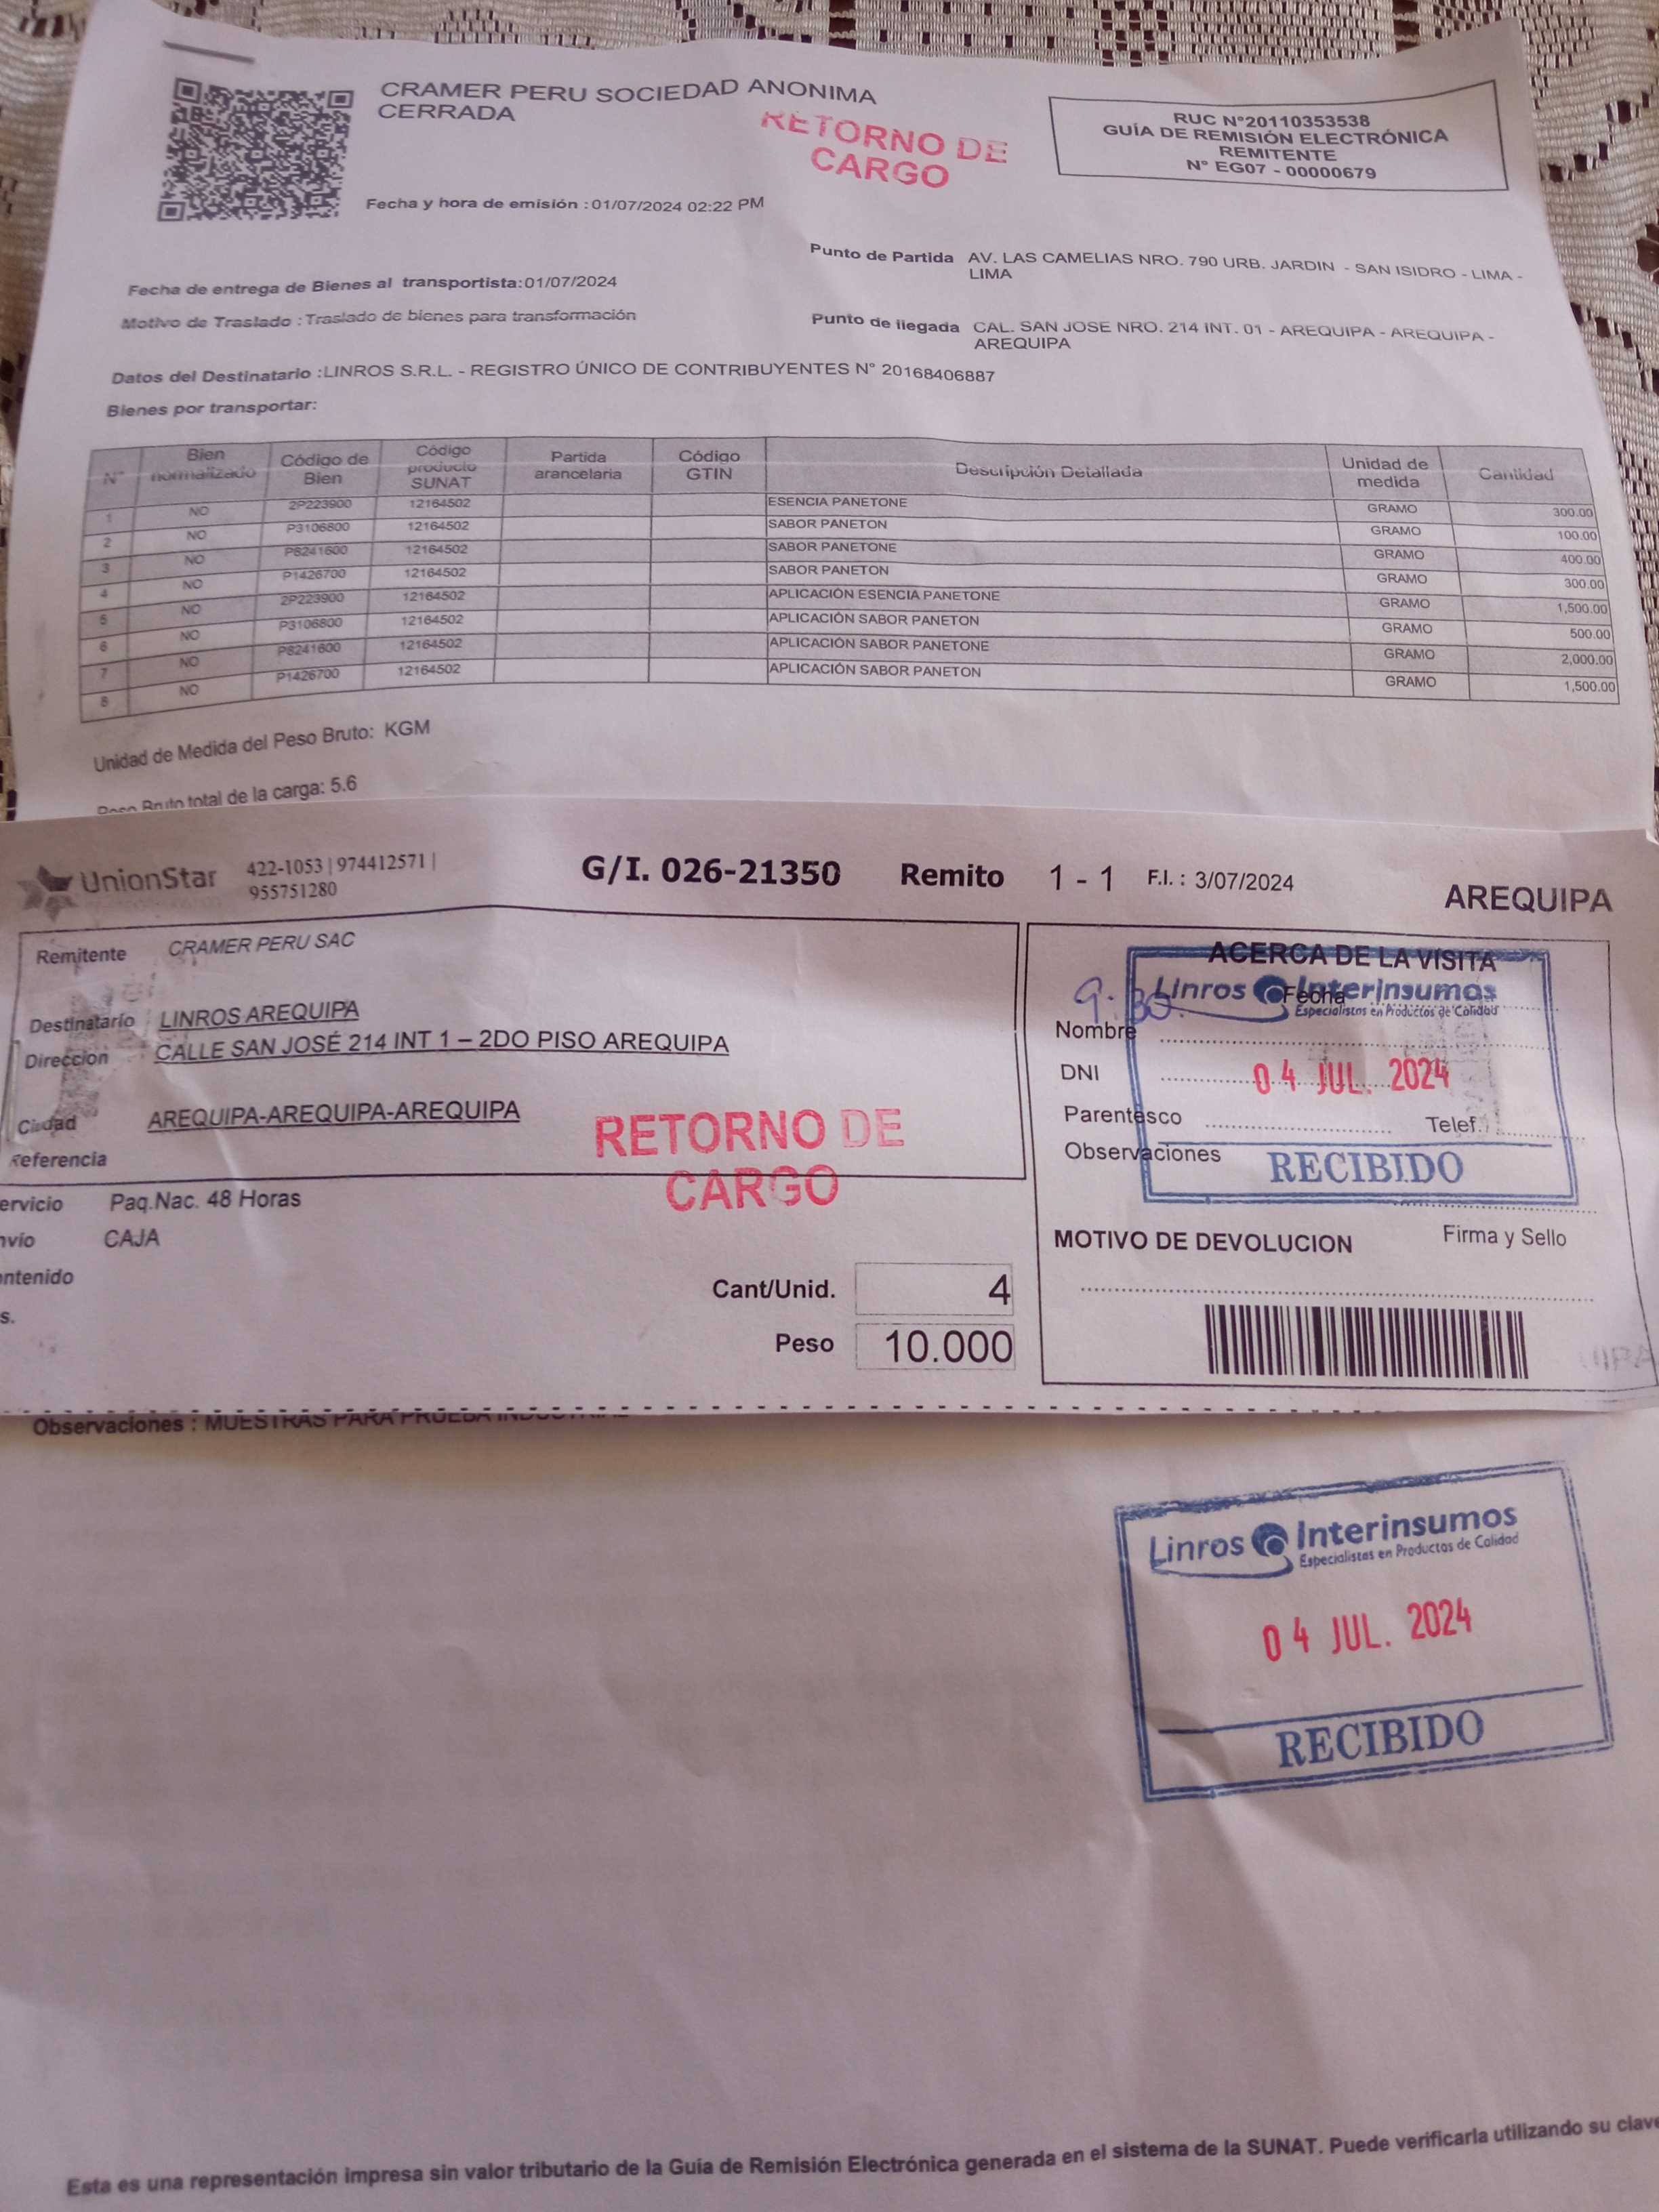 CRAMER PERU SOCIEDAD ANONIMA
CERRADA
RETORNO DE
CARGO
RUC N°20110353538
GUÍA DE REMISIÓN ELECTRÓNICA
REMITENTE
N° EG07 - 00000679
Fecha y hora de emisión : 01/07/2024 02:22 PM
Fecha de entrega de Bienes al transportista: 01/07/2024
Punto de Partida AV. LAS CAMELIAS NRO. 790 URB. JARDIN - SAN ISIDRO - LIMA -
LIMA
Motivo de Traslado : Traslado de bienes para transformación
Punto de llegada CAL. SAN JOSE NRO. 214 INT. 01 - AREQUIPA - AREQUIPA -
AREQUIPA
Datos del Destinatario : LINROS S.R.L. - REGISTRO ÚNICO DE CONTRIBUYENTES N° 20168406887
Bienes por transportar:
N° Bien normalizado Código de Bien Código producto SUNAT Partida arancelaria Código GTIN Descripción Detallada Unidad de medida Cantidad
1 NO 2P223900 12164502 ESENCIA PANETONE GRAMO 300.00
2 NO P3106800 12164502 SABOR PANETON GRAMO 100.00
3 NO P8241600 12164502 SABOR PANETONE GRAMO 400.00
4 NO P1426700 12164502 SABOR PANETON GRAMO 300.00
5 NO 2P223900 12164502 APLICACIÓN ESENCIA PANETONE GRAMO 1,500.00
6 NO P3106800 12164502 APLICACIÓN SABOR PANETON GRAMO 500.00
7 NO P8241600 12164502 APLICACIÓN SABOR PANETONE GRAMO 2,000.00
8 NO P1426700 12164502 APLICACIÓN SABOR PANETON GRAMO 1,500.00
Unidad de Medida del Peso Bruto: KGM
Peso Bruto total de la carga: 5.6
UnionStar
422-1053 | 974412571 |
955751280
G/I. 026-21350 Remito 1 - 1 F.I. : 3/07/2024
AREQUIPA
Remitente CRAMER PERU SAC
Destinatario LINROS AREQUIPA
Direccion CALLE SAN JOSÉ 214 INT 1 – 2DO PISO AREQUIPA
Ciudad AREQUIPA-AREQUIPA-AREQUIPA
Referencia
RETORNO DE
CARGO
ervicio Paq.Nac. 48 Horas
nvío CAJA
ontenido
s.
Cant/Unid. 4
Peso 10.000
ACERCA DE LA VISITA
9:30.
Fecha
Linros Interinsumos
Especialistas en Productos de Calidad
Nombre
DNI
04 JUL. 2024
Parentesco
Telef.
Observaciones
RECIBIDO
MOTIVO DE DEVOLUCION
Firma y Sello
Observaciones : MUESTRAS PARA PRUEBA INDUSTRIAL
Linros Interinsumos
Especialistas en Productos de Calidad
04 JUL. 2024
RECIBIDO
Esta es una representación impresa sin valor tributario de la Guía de Remisión Electrónica generada en el sistema de la SUNAT. Puede verificarla utilizando su clave